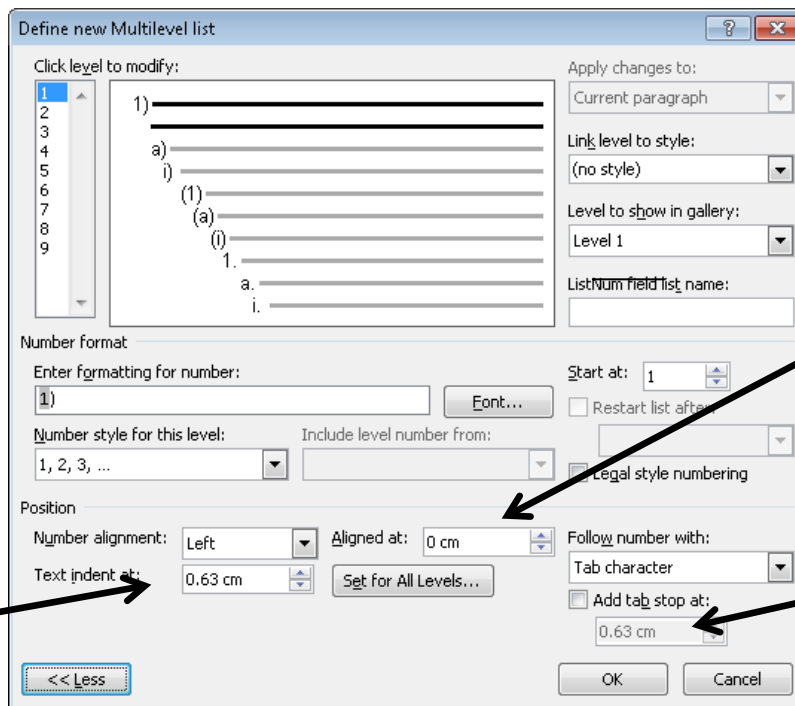 Define new Multilevel list
Click level to modify:
1
2
3
4
5
6
7
8
9
1)
a)
i)
(1)
(a)
(i)
1.
a.
i.
Apply changes to:
Current paragraph
Link level to style:
(no style)
Level to show in gallery:
Level 1
ListNum field list name:
Number format
Enter formatting for number:
1)
Font...
Start at: 1
Restart list after:
Number style for this level:
1, 2, 3, ...
Include level number from:
Legal style numbering
Position
Number alignment: Left
Aligned at: 0 cm
Follow number with:
Tab character
Text indent at: 0.63 cm
Set for All Levels...
Add tab stop at:
0.63 cm
<< Less
OK
Cancel